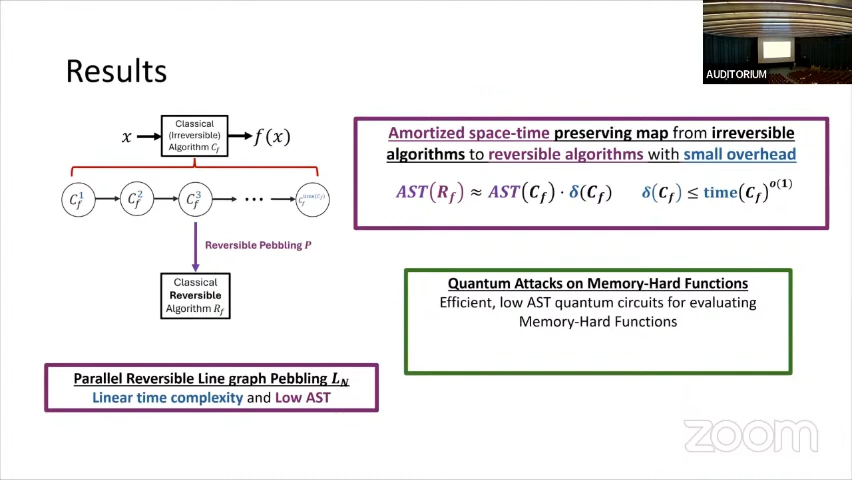 AUDITORIUM
Results
Classical
(Irreversible)
Algorithm C_f
x
f(x)
C_f^1
C_f^2
C_f^3
...
C_f^time(C_f)
Reversible Pebbling P
Classical
Reversible
Algorithm R_f
Parallel Reversible Line graph Pebbling L_N
Linear time complexity and Low AST
Amortized space-time preserving map from irreversible
algorithms to reversible algorithms with small overhead
AST(R_f) ≈ AST(C_f) · δ(C_f) δ(C_f) ≤ time(C_f)^o(1)
Quantum Attacks on Memory-Hard Functions
Efficient, low AST quantum circuits for evaluating
Memory-Hard Functions
zoom